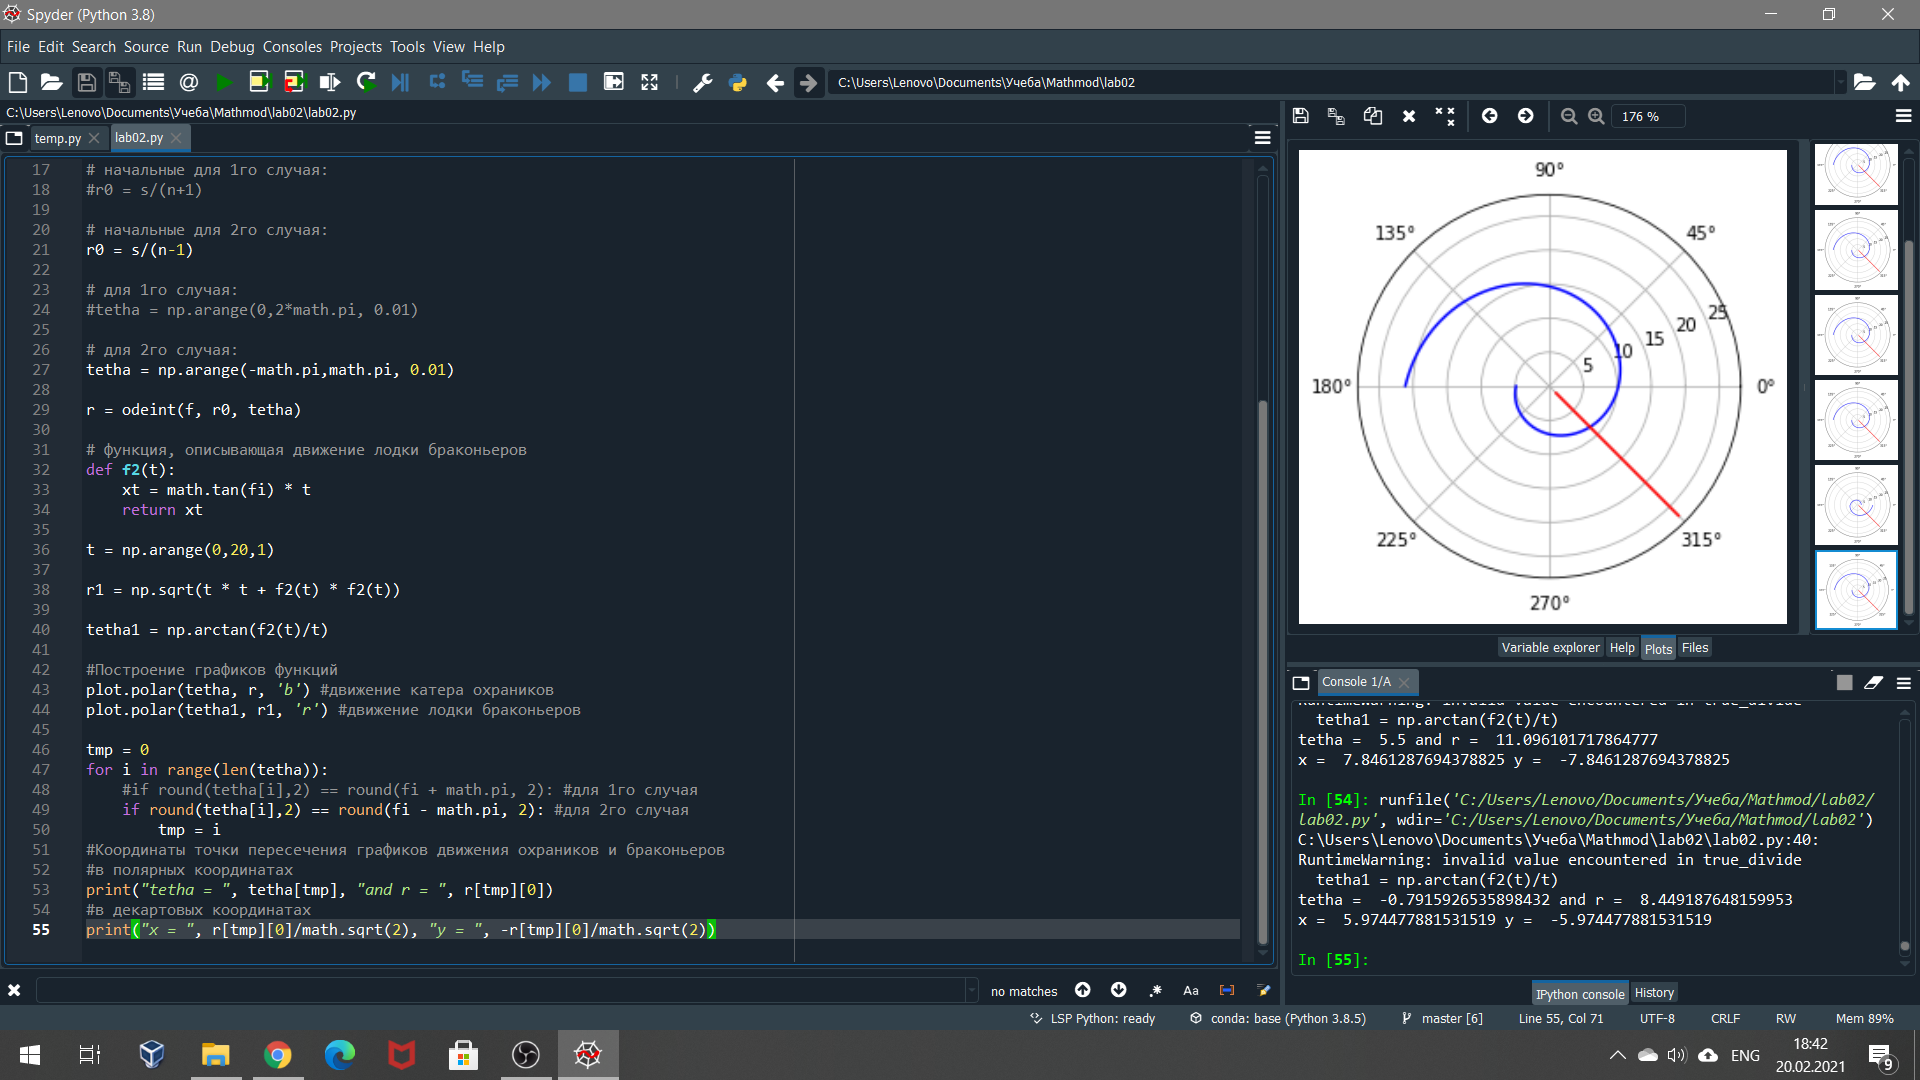 Spyder (Python 3.8)
File Edit Search Source Run Debug Consoles Projects Tools View Help
C:\Users\Lenovo\Documents\Учеба\Mathmod\lab02
C:\Users\Lenovo\Documents\Учеба\Mathmod\lab02\lab02.py
temp.py
lab02.py
17 # начальные для 1го случая:
18 #r0 = s/(n+1)
19
20 # начальные для 2го случая:
21 r0 = s/(n-1)
22
23 # для 1го случая:
24 #tetha = np.arange(0,2*math.pi, 0.01)
25
26 # для 2го случая:
27 tetha = np.arange(-math.pi,math.pi, 0.01)
28
29 r = odeint(f, r0, tetha)
30
31 # функция, описывающая движение лодки браконьеров
32 def f2(t):
33     xt = math.tan(fi) * t
34     return xt
35
36 t = np.arange(0,20,1)
37
38 r1 = np.sqrt(t * t + f2(t) * f2(t))
39
40 tetha1 = np.arctan(f2(t)/t)
41
42 #Построение графиков функций
43 plot.polar(tetha, r, 'b') #движение катера охраников
44 plot.polar(tetha1, r1, 'r') #движение лодки браконьеров
45
46 tmp = 0
47 for i in range(len(tetha)):
48     #if round(tetha[i],2) == round(fi + math.pi, 2): #для 1го случая
49     if round(tetha[i],2) == round(fi - math.pi, 2): #для 2го случая
50         tmp = i
51 #Координаты точки пересечения графиков движения охраников и браконьеров
52 #в полярных координатах
53 print("tetha = ", tetha[tmp], "and r = ", r[tmp][0])
54 #в декартовых координатах
55 print("x = ", r[tmp][0]/math.sqrt(2), "y = ", -r[tmp][0]/math.sqrt(2))
no matches
Aa
176 %
90°
135° 45°
25
20
15
10
5
180° 0°
225° 315°
270°
Variable explorer Help Plots Files
Console 1/A
RuntimeWarning: invalid value encountered in true_divide
  tetha1 = np.arctan(f2(t)/t)
tetha =  5.5 and r =  11.096101717864777
x =  7.8461287694378825 y =  -7.8461287694378825
In [54]: runfile('C:/Users/Lenovo/Documents/Учеба/Mathmod/lab02/
lab02.py', wdir='C:/Users/Lenovo/Documents/Учеба/Mathmod/lab02')
C:\Users\Lenovo\Documents\Учеба\Mathmod\lab02\lab02.py:40:
RuntimeWarning: invalid value encountered in true_divide
  tetha1 = np.arctan(f2(t)/t)
tetha =  -0.7915926535898432 and r =  8.449187648159953
x =  5.974477881531519 y =  -5.974477881531519
In [55]:
IPython console History
LSP Python: ready conda: base (Python 3.8.5) master [6] Line 55, Col 71 UTF-8 CRLF RW Mem 89%
ENG
18:42
20.02.2021
9